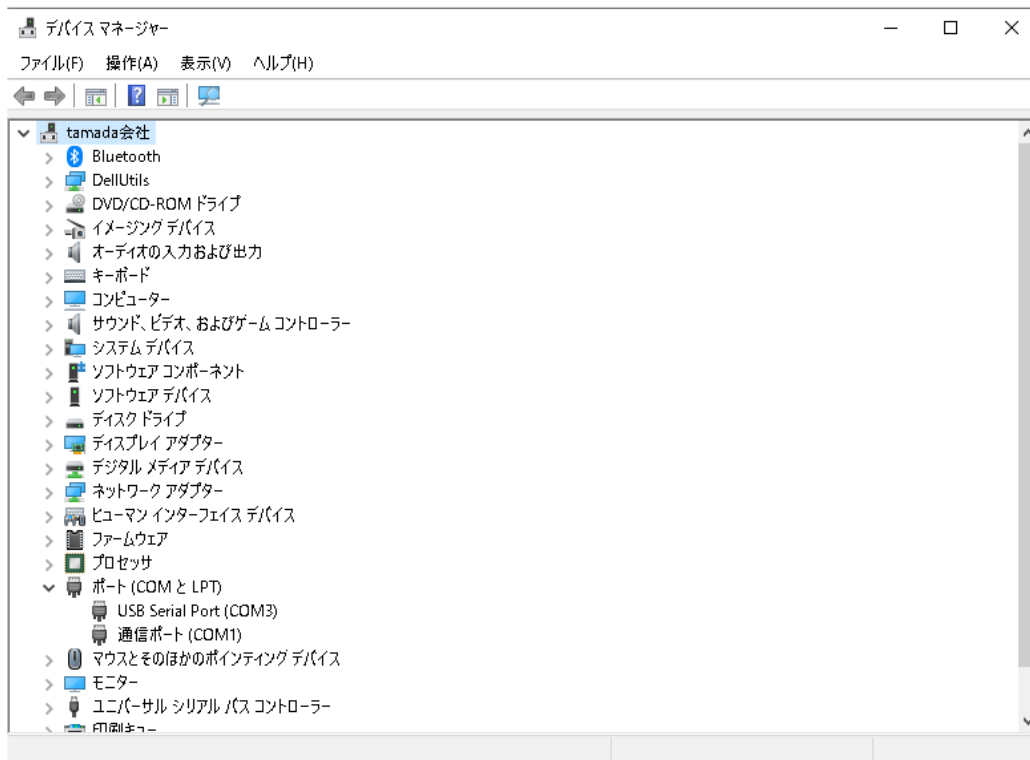 デバイス マネージャー
ファイル(F) 操作(A) 表示(V) ヘルプ(H)
tamada会社
Bluetooth
DellUtils
DVD/CD-ROM ドライブ
イメージング デバイス
オーディオの入力および出力
キーボード
コンピューター
サウンド、ビデオ、およびゲーム コントローラー
システム デバイス
ソフトウェア コンポーネント
ソフトウェア デバイス
ディスク ドライブ
ディスプレイ アダプター
デジタル メディア デバイス
ネットワーク アダプター
ヒューマン インターフェイス デバイス
ファームウェア
プロセッサ
ポート (COM と LPT)
USB Serial Port (COM3)
通信ポート (COM1)
マウスとそのほかのポインティング デバイス
モニター
ユニバーサル シリアル バス コントローラー
印刷キュー